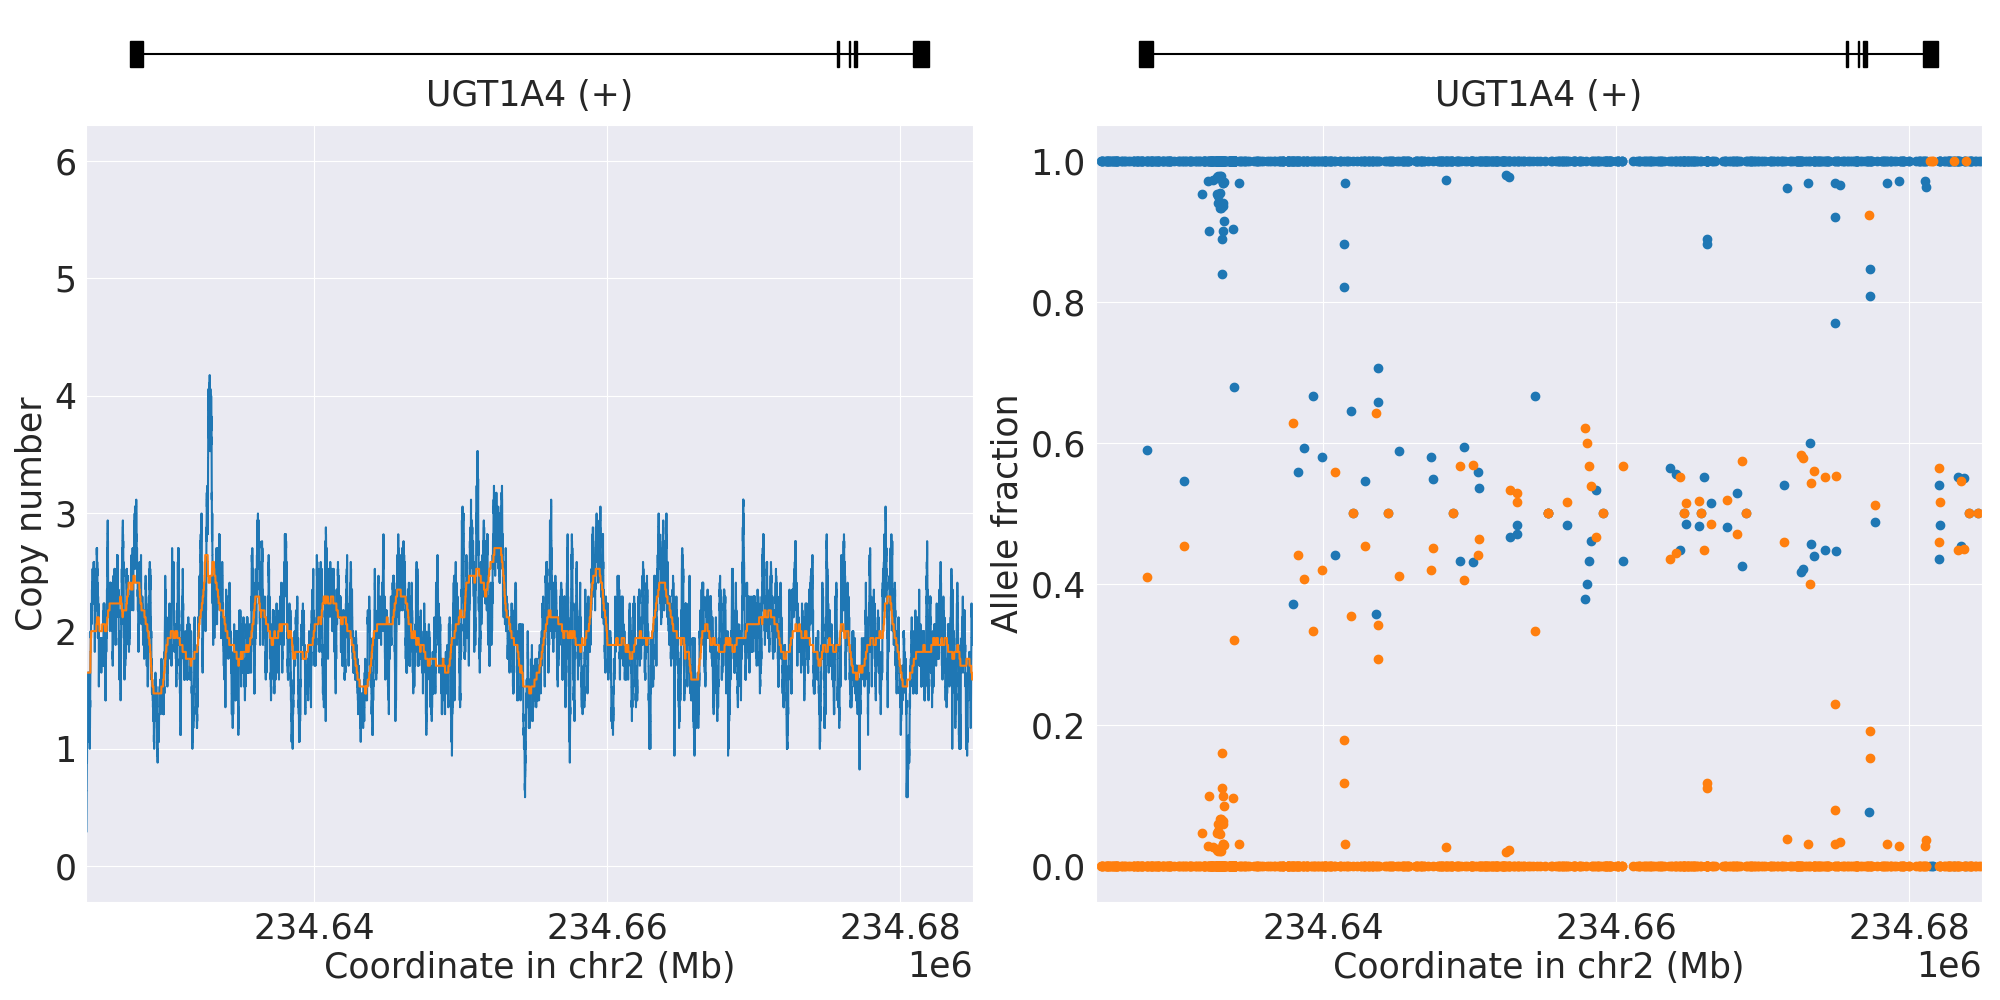 UGT1A4 (+)
6
5
4
3
2
1
0
Copy number
234.64 234.66 234.68
1e6
Coordinate in chr2 (Mb)
UGT1A4 (+)
1.0
0.8
0.6
0.4
0.2
0.0
Allele fraction
234.64 234.66 234.68
1e6
Coordinate in chr2 (Mb)